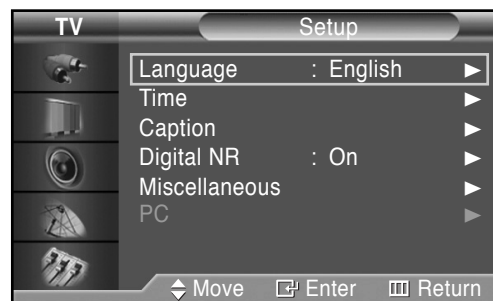 TV Setup
Language : English
Time
Caption
Digital NR : On
Miscellaneous
PC
Move Enter Return